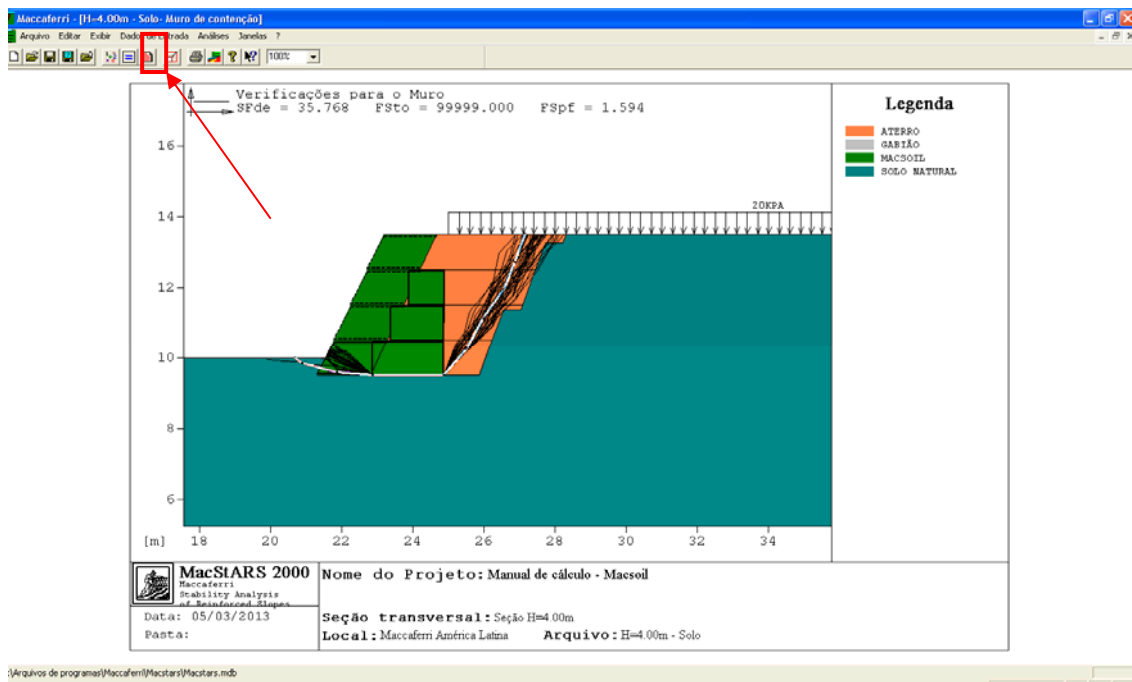 Maccaferri - [H=4.00m - Solo- Muro de contenção]
Arquivo Editar Exibir Dados de Entrada Análises Janelas ?
100%
Verificações para o Muro
SFde = 35.768 FSto = 99999.000 FSpf = 1.594
Legenda
ATERRO
GABIÃO
MACSOIL
SOLO NATURAL
20KPA
16
14
12
10
8
6
[m] 18 20 22 24 26 28 30 32 34
MacStARS 2000
Maccaferri
Stability Analysis
of Reinforced Slopes
Nome do Projeto: Manual de cálculo - Macsoil
Data: 05/03/2013
Seção transversal: Seção H=4.00m
Pasta:
Local: Maccaferri América Latina Arquivo: H=4.00m - Solo
:\Arquivos de programas\Maccaferri\Macstars\Macstars.mdb